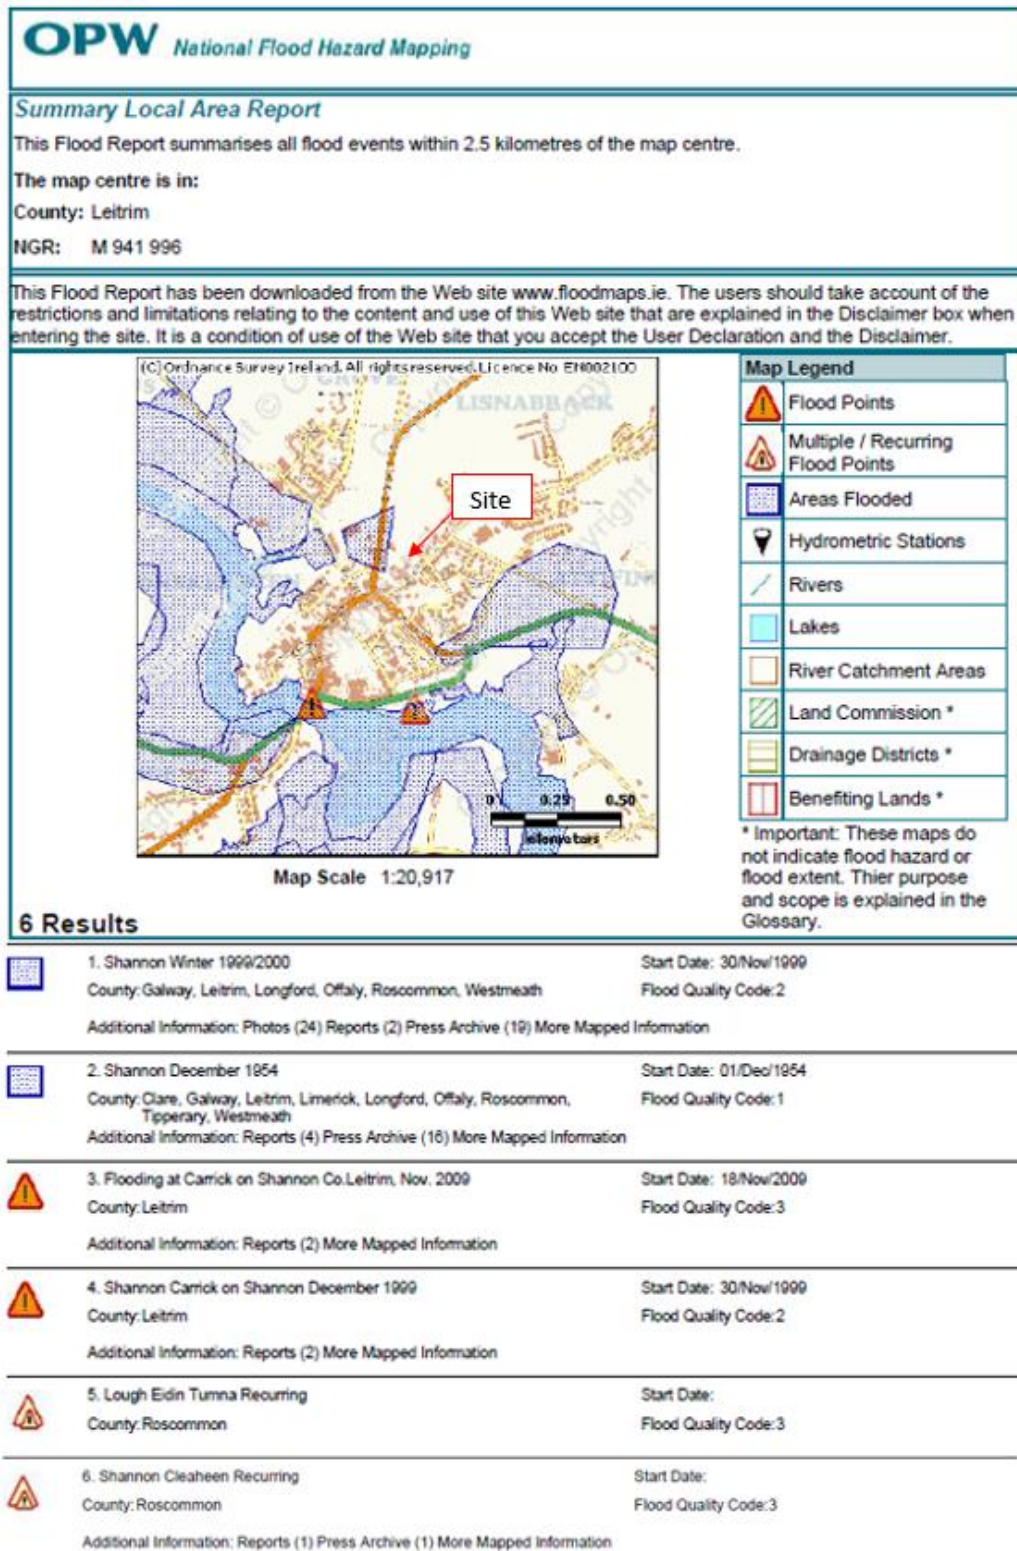 OPW National Flood Hazard Mapping
Summary Local Area Report
This Flood Report summarises all flood events within 2.5 kilometres of the map centre.
The map centre is in:
County: Leitrim
NGR: M 941 996
This Flood Report has been downloaded from the Web site www.floodmaps.ie. The users should take account of the
restrictions and limitations relating to the content and use of this Web site that are explained in the Disclaimer box when
entering the site. It is a condition of use of the Web site that you accept the User Declaration and the Disclaimer.
(C) Ordnance Survey Ireland. All rights reserved. Licence No EN002100
LISNABRACK
Site
0 0.25 0.50
kilometers
Map Scale 1:20,917
Map Legend
Flood Points
Multiple / Recurring
Flood Points
Areas Flooded
Hydrometric Stations
Rivers
Lakes
River Catchment Areas
Land Commission *
Drainage Districts *
Benefiting Lands *
* Important: These maps do
not indicate flood hazard or
flood extent. Thier purpose
and scope is explained in the
Glossary.
6 Results
1. Shannon Winter 1999/2000 Start Date: 30/Nov/1999
County: Galway, Leitrim, Longford, Offaly, Roscommon, Westmeath Flood Quality Code:2
Additional Information: Photos (24) Reports (2) Press Archive (19) More Mapped Information
2. Shannon December 1954 Start Date: 01/Dec/1954
County: Clare, Galway, Leitrim, Limerick, Longford, Offaly, Roscommon, Flood Quality Code:1
Tipperary, Westmeath
Additional Information: Reports (4) Press Archive (16) More Mapped Information
3. Flooding at Carrick on Shannon Co.Leitrim, Nov. 2009 Start Date: 18/Nov/2009
County: Leitrim Flood Quality Code:3
Additional Information: Reports (2) More Mapped Information
4. Shannon Carrick on Shannon December 1999 Start Date: 30/Nov/1999
County: Leitrim Flood Quality Code:2
Additional Information: Reports (2) More Mapped Information
5. Lough Eidin Tumna Recurring Start Date:
County: Roscommon Flood Quality Code:3
6. Shannon Cleaheen Recurring Start Date:
County: Roscommon Flood Quality Code:3
Additional Information: Reports (1) Press Archive (1) More Mapped Information